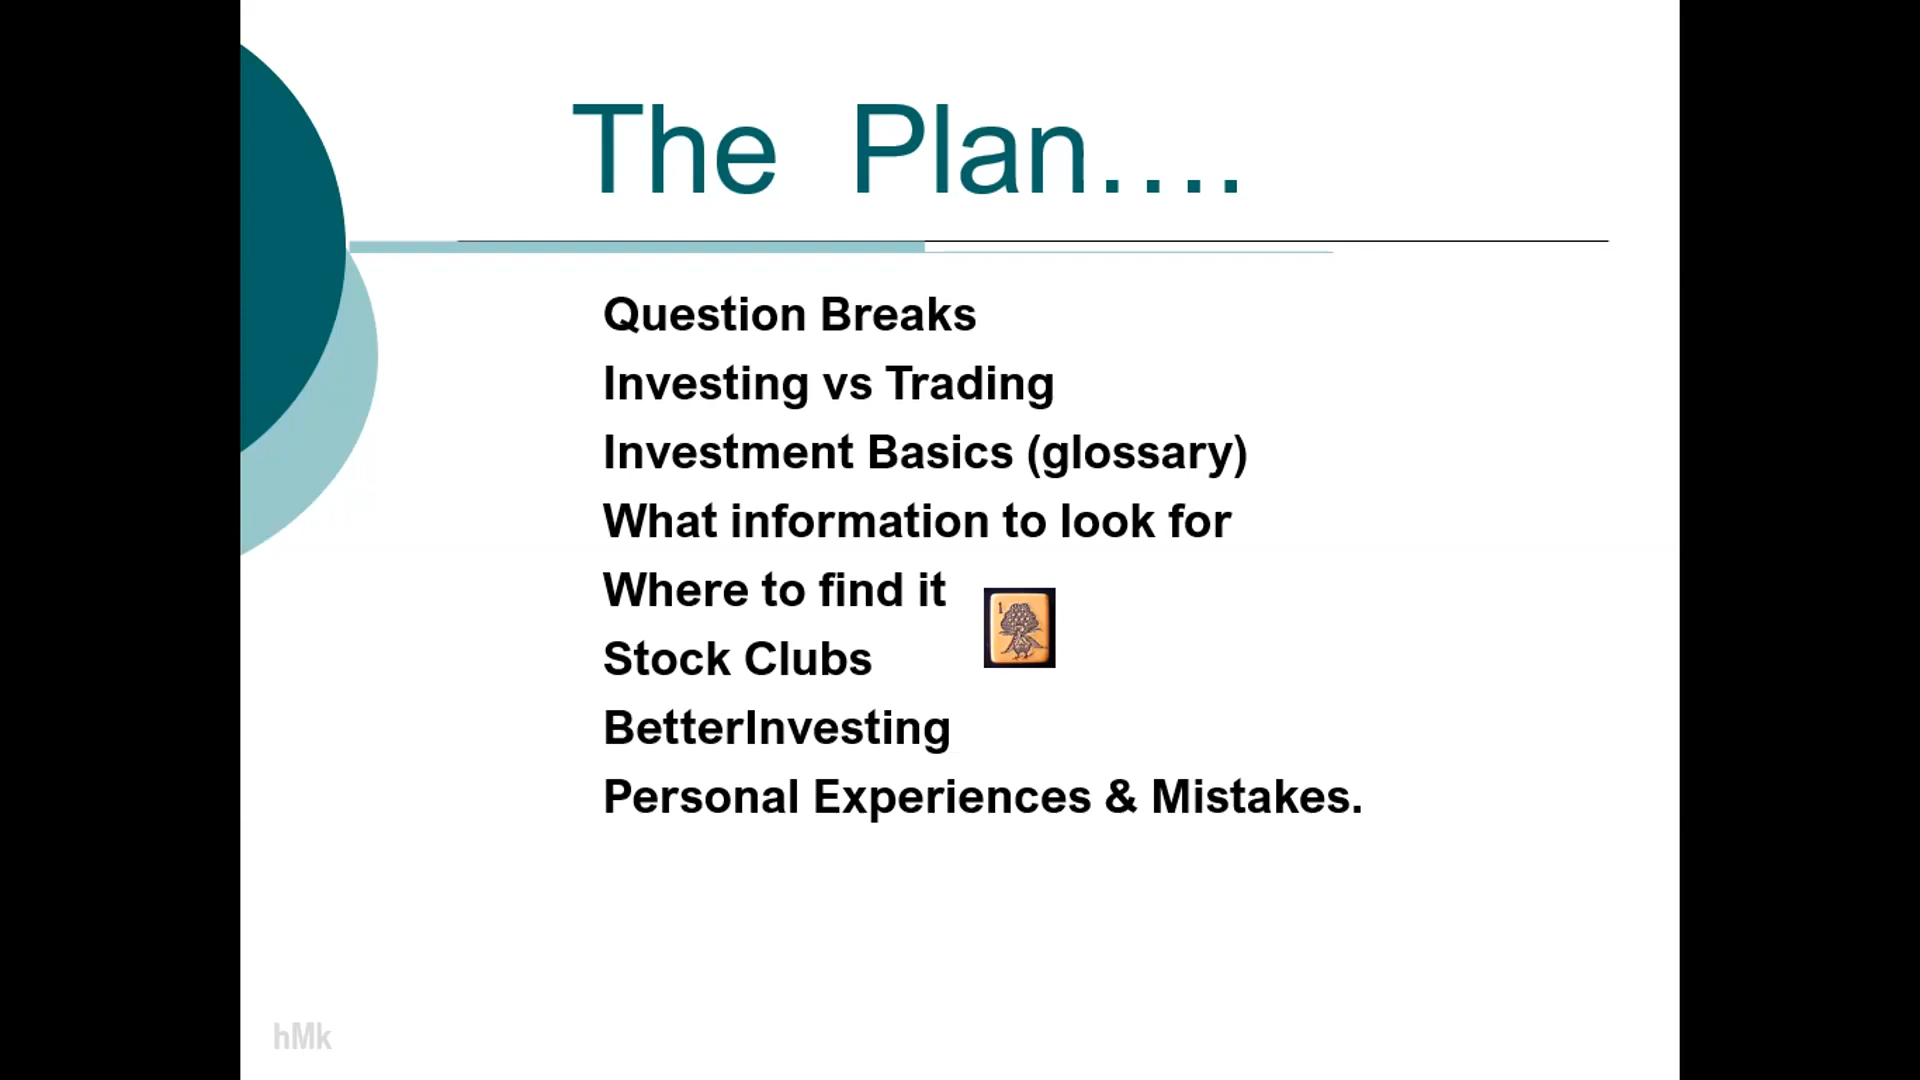 The Plan....
Question Breaks
Investing vs Trading
Investment Basics (glossary)
What information to look for
Where to find it
1
Stock Clubs
BetterInvesting
Personal Experiences & Mistakes.
hMk